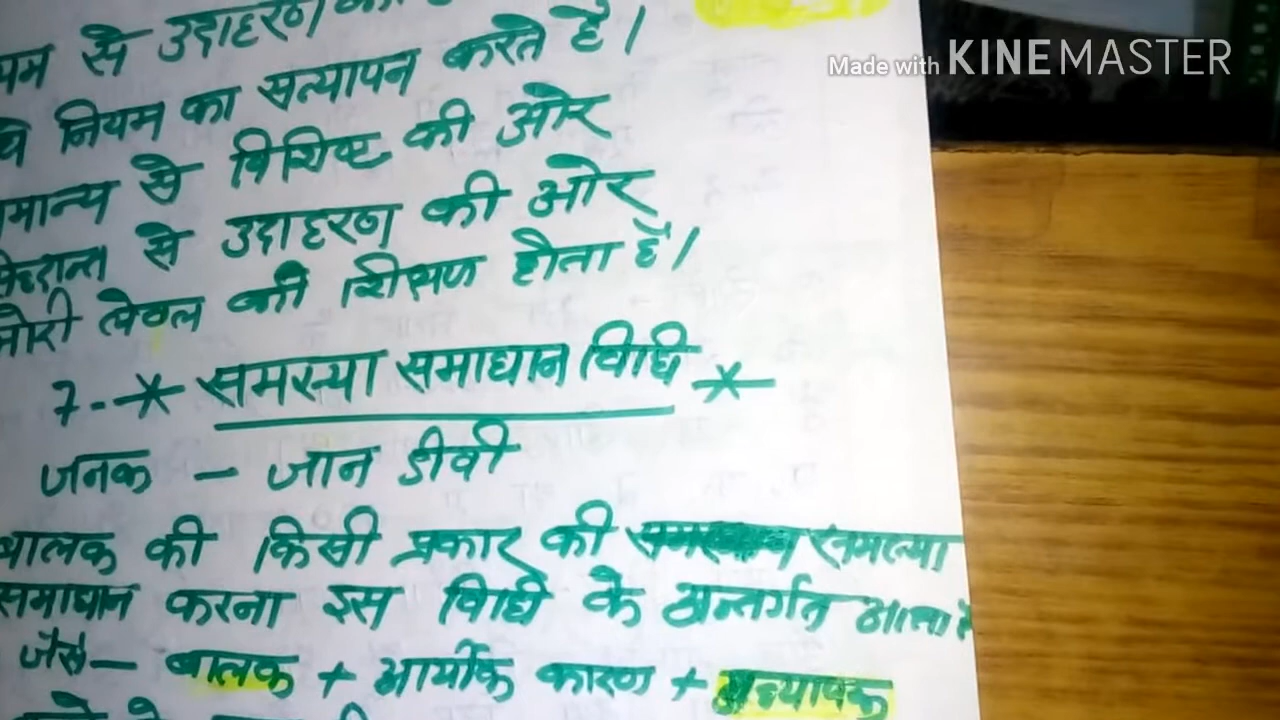 से उदाहरण
Made with KINEMASTER
नियम का सत्यापन करते है।
से विशिष्ट की ओर
से उदाहरण की ओर
लेवल की शिक्षण होता है।
7.-* समस्या समाधान विधि *
जनक - जान डीवी
बालक की किसी प्रकार की समस्या
समाधान करना इस विधि के अन्तर्गत आता है
जैसे- बालक + आर्थिक कारण + अध्यापक